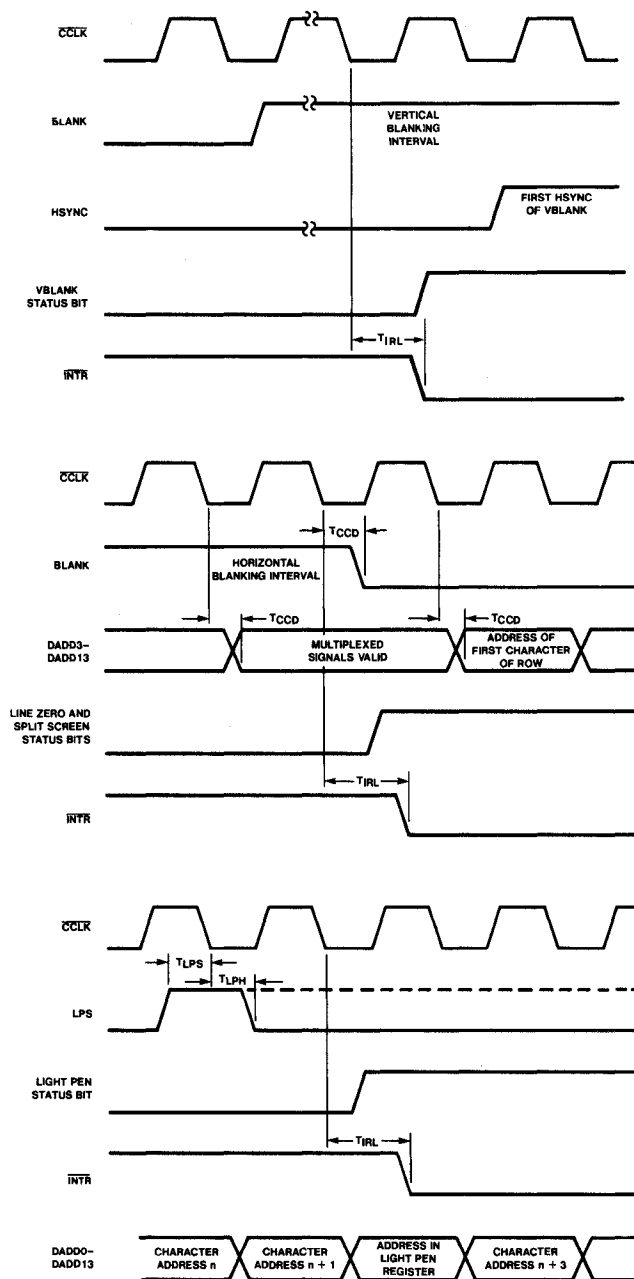 CCLK
BLANK
VERTICAL
BLANKING
INTERVAL
HSYNC
FIRST HSYNC
OF VBLANK
VBLANK
STATUS BIT
TIRL
INTR
CCLK
TCCD
BLANK
HORIZONTAL
BLANKING INTERVAL
TCCD
TCCD
DADD3–
DADD13
MULTIPLEXED
SIGNALS VALID
ADDRESS OF
FIRST CHARACTER
OF ROW
LINE ZERO AND
SPLIT SCREEN
STATUS BITS
TIRL
INTR
CCLK
TLPS
TLPH
LPS
LIGHT PEN
STATUS BIT
TIRL
INTR
DADD0–
DADD13
CHARACTER
ADDRESS n
CHARACTER
ADDRESS n + 1
ADDRESS IN
LIGHT PEN
REGISTER
CHARACTER
ADDRESS n + 3